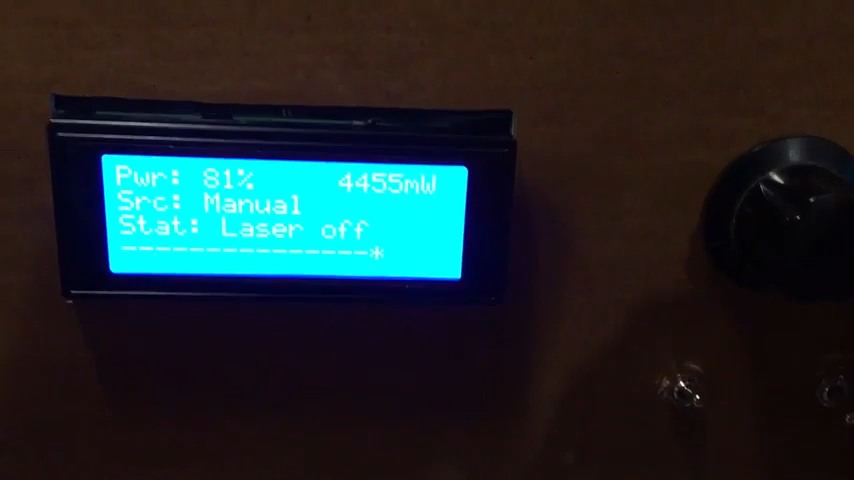 Pwr: 81% 4455mW
Src: Manual
Stat: Laser off
---------------*